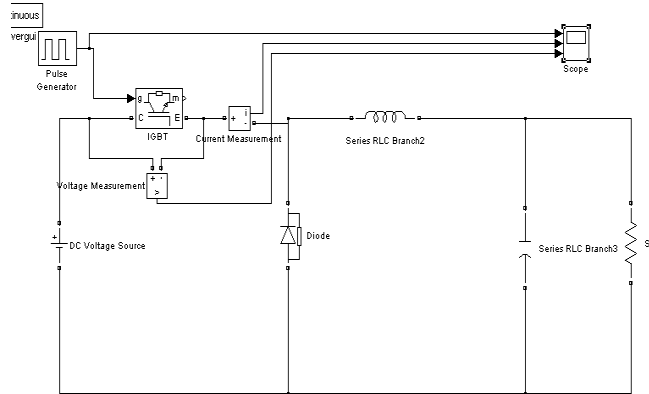 tinuous
vergui
Pulse
Generator
g m
C E
IGBT
+ i
-
Current Measurement
Scope
Series RLC Branch2
Voltage Measurement
+ -
v
+
DC Voltage Source
Diode
Series RLC Branch3
S